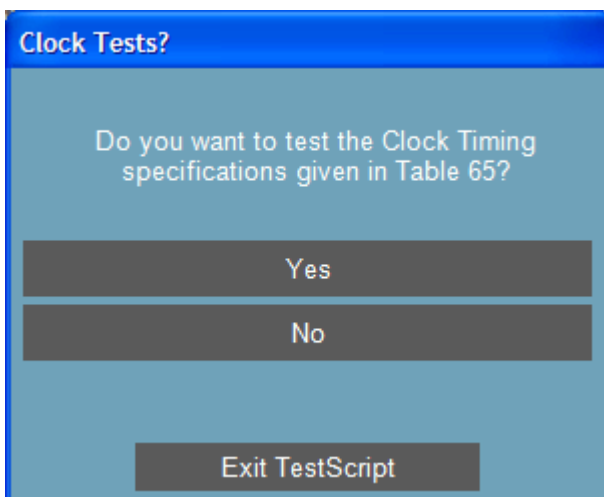 Clock Tests?
Do you want to test the Clock Timing
specifications given in Table 65?
Yes
No
Exit TestScript